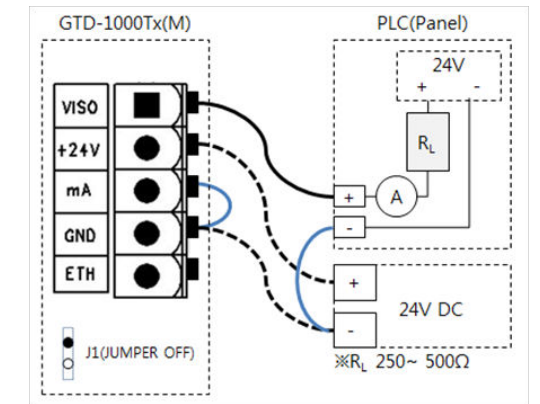 GTD-1000Tx(M)
PLC(Panel)
24V
+ -
VISO
+24V
mA
GND
ETH
RL
+ A
-
+
24V DC
-
J1(JUMPER OFF)
※RL 250~ 500Ω